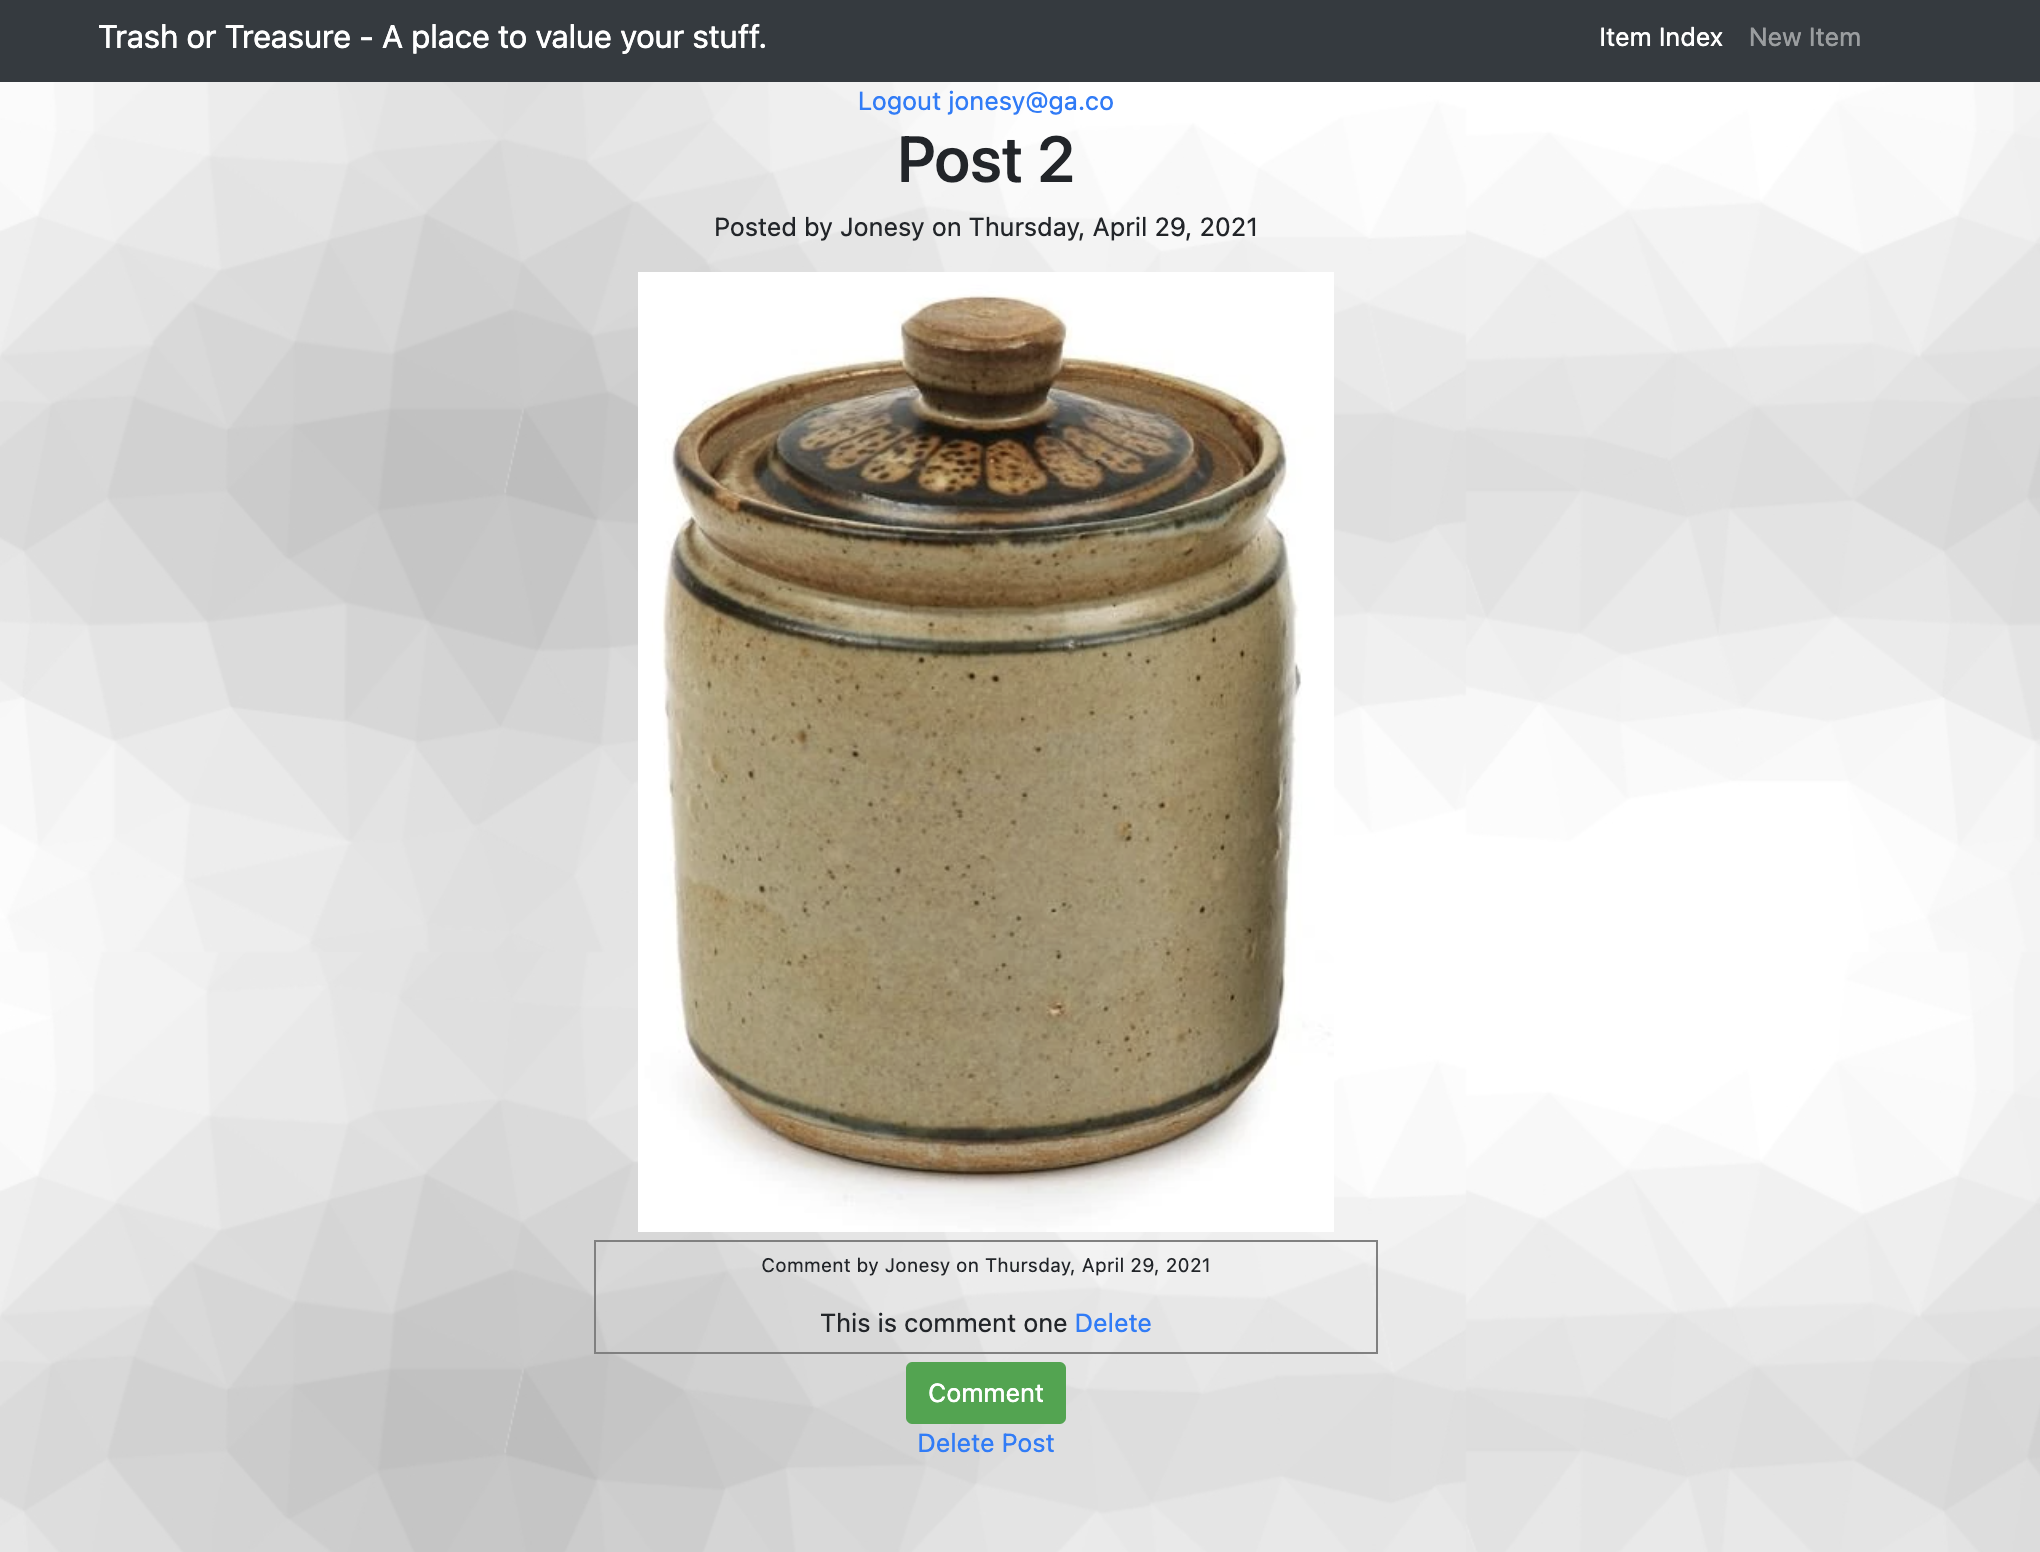 Trash or Treasure - A place to value your stuff.
Item Index New Item
Logout jonesy@ga.co
Post 2
Posted by Jonesy on Thursday, April 29, 2021
Comment by Jonesy on Thursday, April 29, 2021
This is comment one Delete
Comment
Delete Post